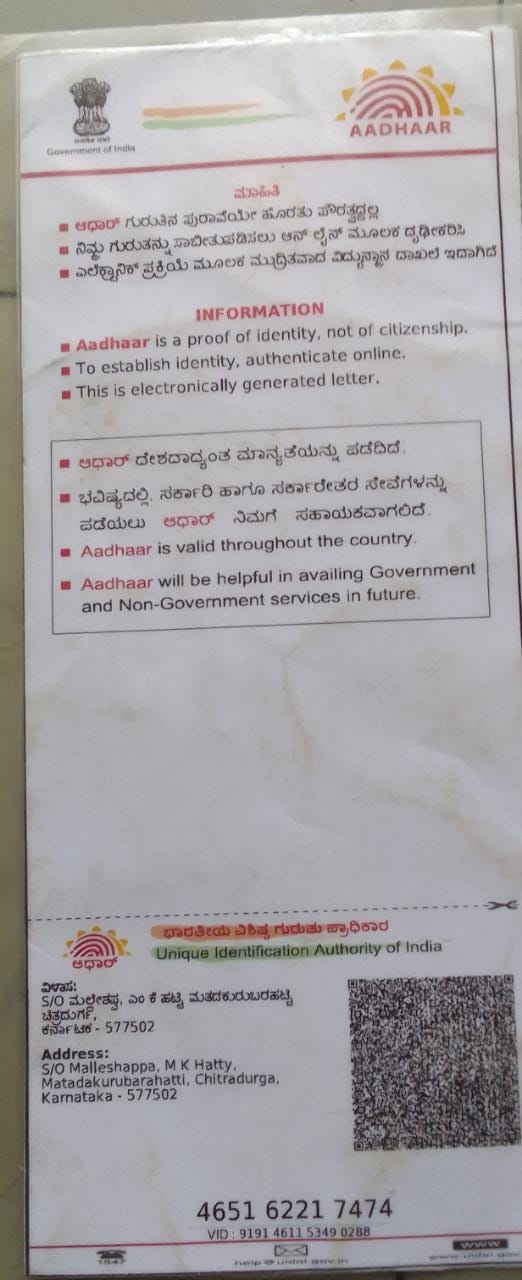 Government of India
AADHAAR
ಮಾಹಿತಿ
ಆಧಾರ್ ಗುರುತಿನ ಪುರಾವೆಯೇ ಹೊರತು ಪೌರತ್ವದ್ದಲ್ಲ
ನಿಮ್ಮ ಗುರುತನ್ನು ಸಾಬೀತುಪಡಿಸಲು ಆನ್ ಲೈನ್ ಮೂಲಕ ದೃಢೀಕರಿಸಿ
ಎಲೆಕ್ಟ್ರಾನಿಕ್ ಪ್ರಕ್ರಿಯೆ ಮೂಲಕ ಮುದ್ರಿತವಾದ ವಿದ್ಯುನ್ಮಾನ ದಾಖಲೆ ಇದಾಗಿದೆ
INFORMATION
Aadhaar is a proof of identity, not of citizenship.
To establish identity, authenticate online.
This is electronically generated letter.
ಆಧಾರ್ ದೇಶದಾದ್ಯಂತ ಮಾನ್ಯತೆಯನ್ನು ಪಡೆದಿದೆ.
ಭವಿಷ್ಯದಲ್ಲಿ, ಸರ್ಕಾರಿ ಹಾಗೂ ಸರ್ಕಾರೇತರ ಸೇವೆಗಳನ್ನು
ಪಡೆಯಲು ಆಧಾರ್ ನಿಮಗೆ ಸಹಾಯಕವಾಗಲಿದೆ.
Aadhaar is valid throughout the country.
Aadhaar will be helpful in availing Government
and Non-Government services in future.
ಭಾರತೀಯ ವಿಶಿಷ್ಟ ಗುರುತು ಪ್ರಾಧಿಕಾರ
Unique Identification Authority of India
ಆಧಾರ್
ವಿಳಾಸ:
S/O ಮಲ್ಲೇಶಪ್ಪ, ಎಂ ಕೆ ಹಟ್ಟಿ, ಮಠದಕುರುಬರಹಟ್ಟಿ,
ಚಿತ್ರದುರ್ಗ,
ಕರ್ನಾಟಕ - 577502
Address:
S/O Malleshappa, M K Hatty,
Matadakurubarahatti, Chitradurga,
Karnataka - 577502
4651 6221 7474
VID : 9191 4611 5349 0288
1947
help@uidai.gov.in
www
www.uidai.gov